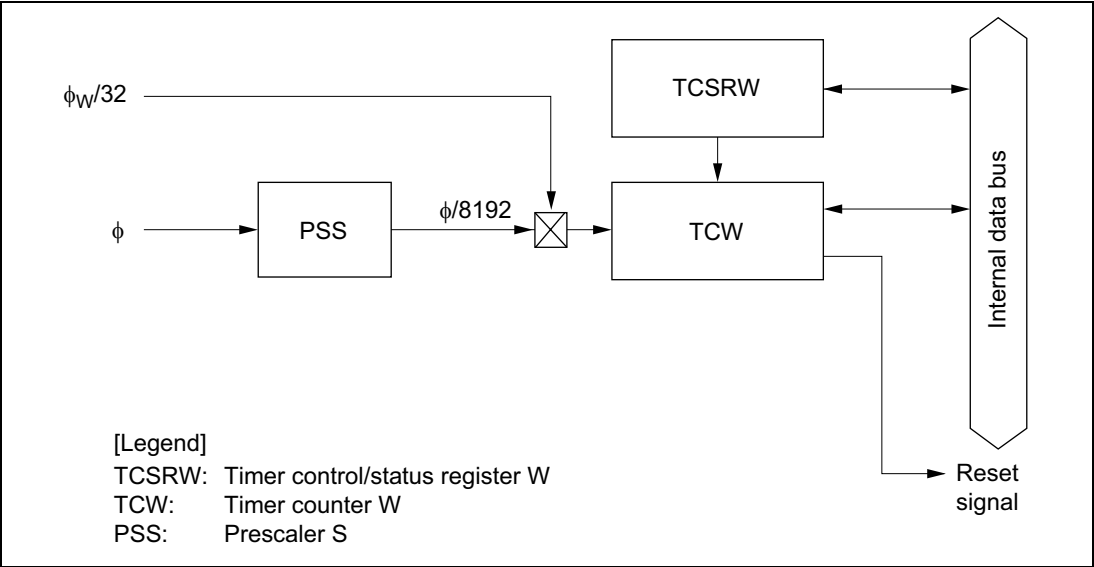 ϕW/32
TCSRW
ϕ
PSS
ϕ/8192
TCW
Internal data bus
[Legend]
TCSRW: Timer control/status register W
TCW: Timer counter W
PSS: Prescaler S
Reset
signal